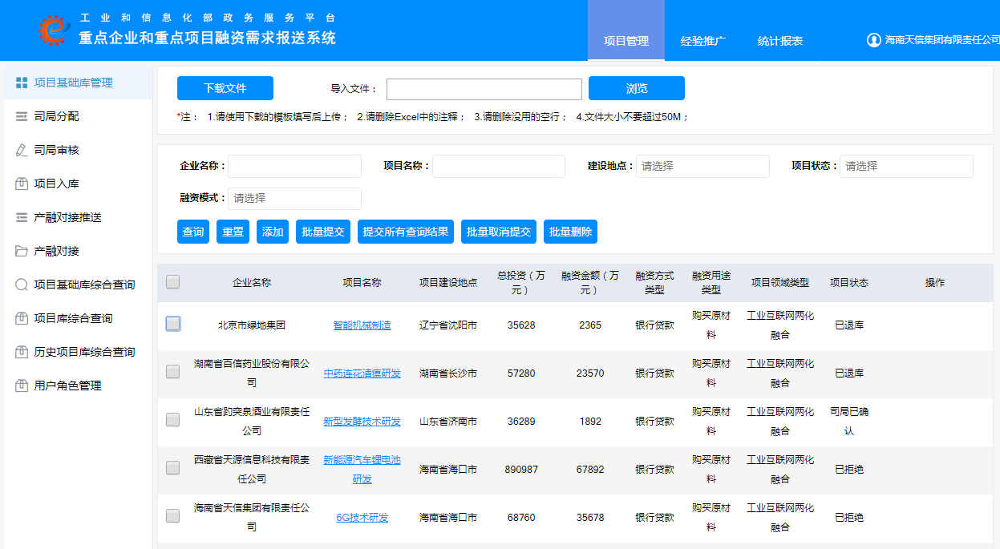 工业和信息化部政务服务平台
重点企业和重点项目融资需求报送系统
项目管理 经验推广 统计报表 海南天信集团有限责任公司
项目基础库管理
司局分配
司局审核
项目入库
产融对接推送
产融对接
项目基础库综合查询
项目库综合查询
历史项目库综合查询
用户角色管理
下载文件 导入文件： 浏览
*注： 1.请使用下载的模板填写后上传； 2.请删除Excel中的注释； 3.请删除没用的空行； 4.文件大小不要超过50M；
企业名称： 项目名称： 建设地点： 请选择 项目状态： 请选择
融资模式： 请选择
查询 重置 添加 批量提交 提交所有查询结果 批量取消提交 批量删除
企业名称 项目名称 项目建设地点 总投资（万元） 融资金额（万元） 融资方式类型 融资用途类型 项目领域类型 项目状态 操作
北京市绿地集团 智能机械制造 辽宁省沈阳市 35628 2365 银行贷款 购买原材料 工业互联网两化融合 已退库
湖南省百信药业股份有限公司 中药连花清瘟研发 湖南省长沙市 57280 23570 银行贷款 购买原材料 工业互联网两化融合 已退库
山东省趵突泉酒业有限责任公司 新型发酵技术研发 山东省济南市 36289 1892 银行贷款 购买原材料 工业互联网两化融合 司局已确认
西藏省天源信息科技有限责任公司 新能源汽车锂电池研发 海南省海口市 890987 67892 银行贷款 购买原材料 工业互联网两化融合 已拒绝
海南省天信集团有限责任公司 6G技术研发 海南省海口市 68760 35678 银行贷款 购买原材料 工业互联网两化融合 已拒绝